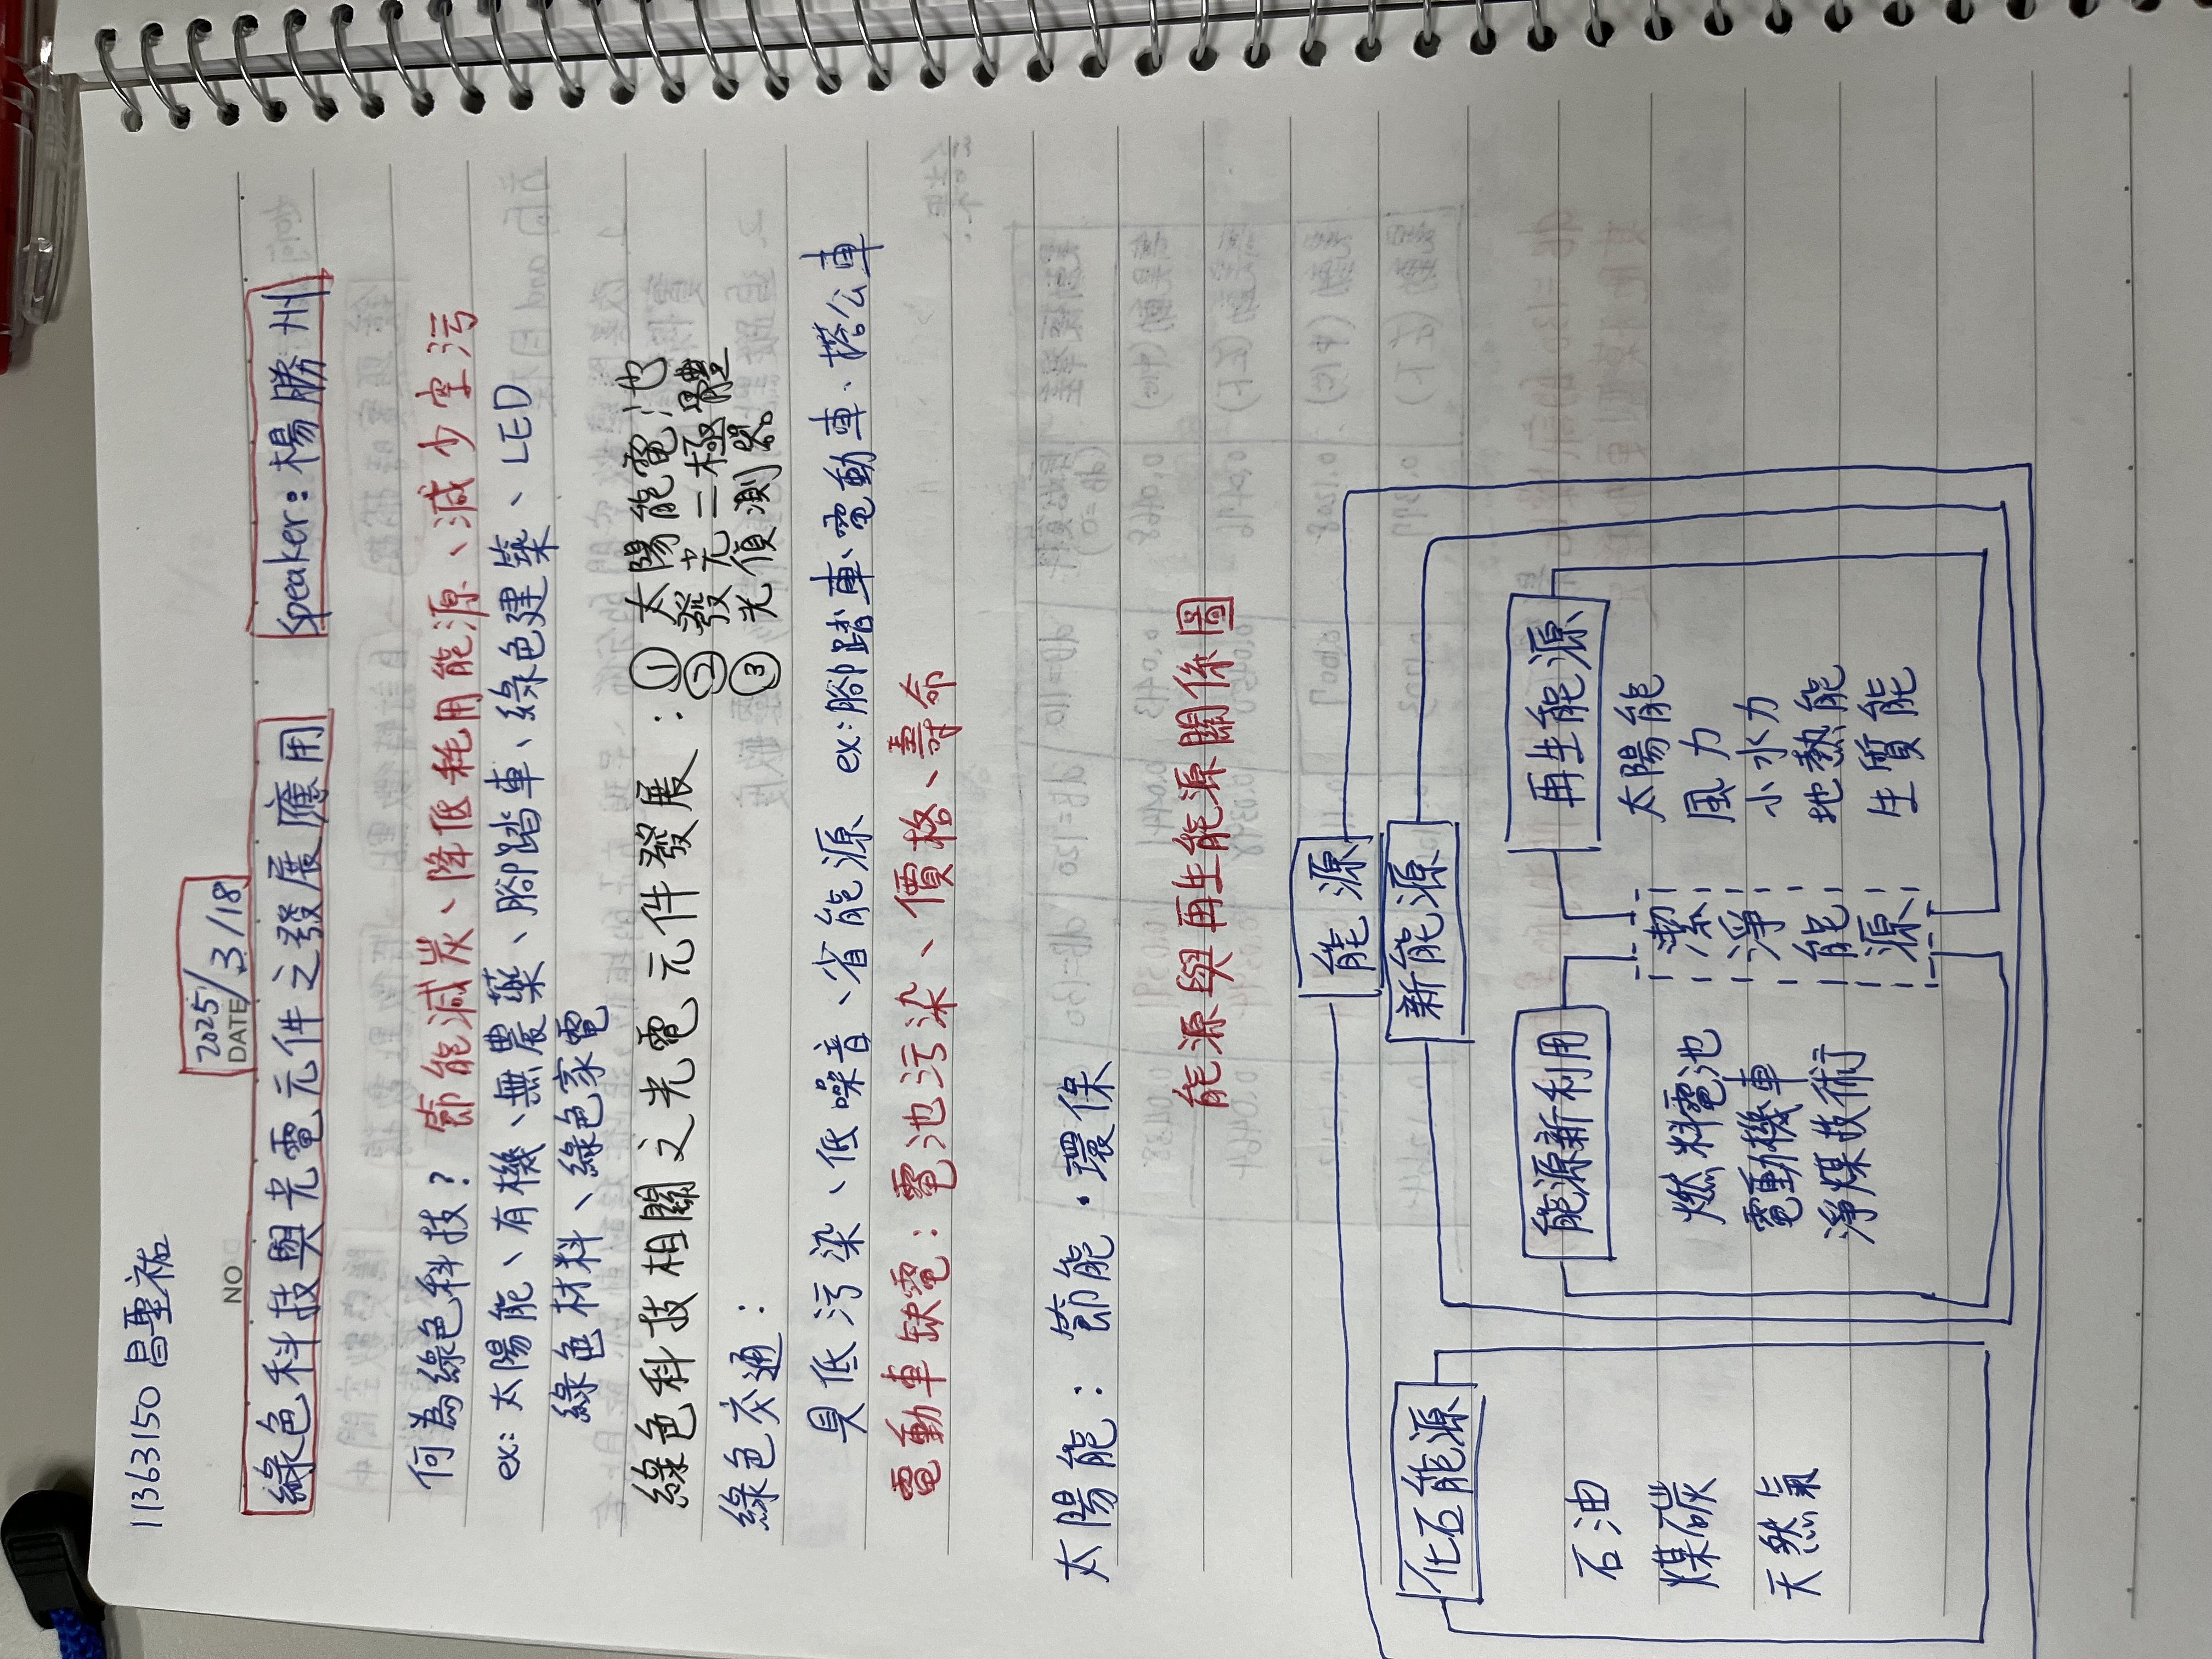 11363150 昌聖祐
NO
2025/3/18
DATE
綠色科技與光電元件之發展應用
speaker: 楊勝州
何為綠色科技? 節能減炭、降低耗用能源、減少空污
ex: 太陽能、有機、無農藥、腳踏車、綠色建築、LED
綠色材料、綠色家電
綠色科技相關之光電元件發展: ① 太陽能電池
② 發光二極體
③ 光偵測器
綠色交通:
具低污染、低噪音、省能源 ex: 腳踏車、電動車、搭公車
電動車缺電: 電池污染、價格、壽命
太陽能: 節能・環保
能源與再生能源關係圖
能源
新能源
化石能源
石油
煤碳
天然氣
能源新利用
燃料電池
電動機車
淨煤技術
潔淨能源
再生能源
太陽能
風力
小水力
地熱能
生質能